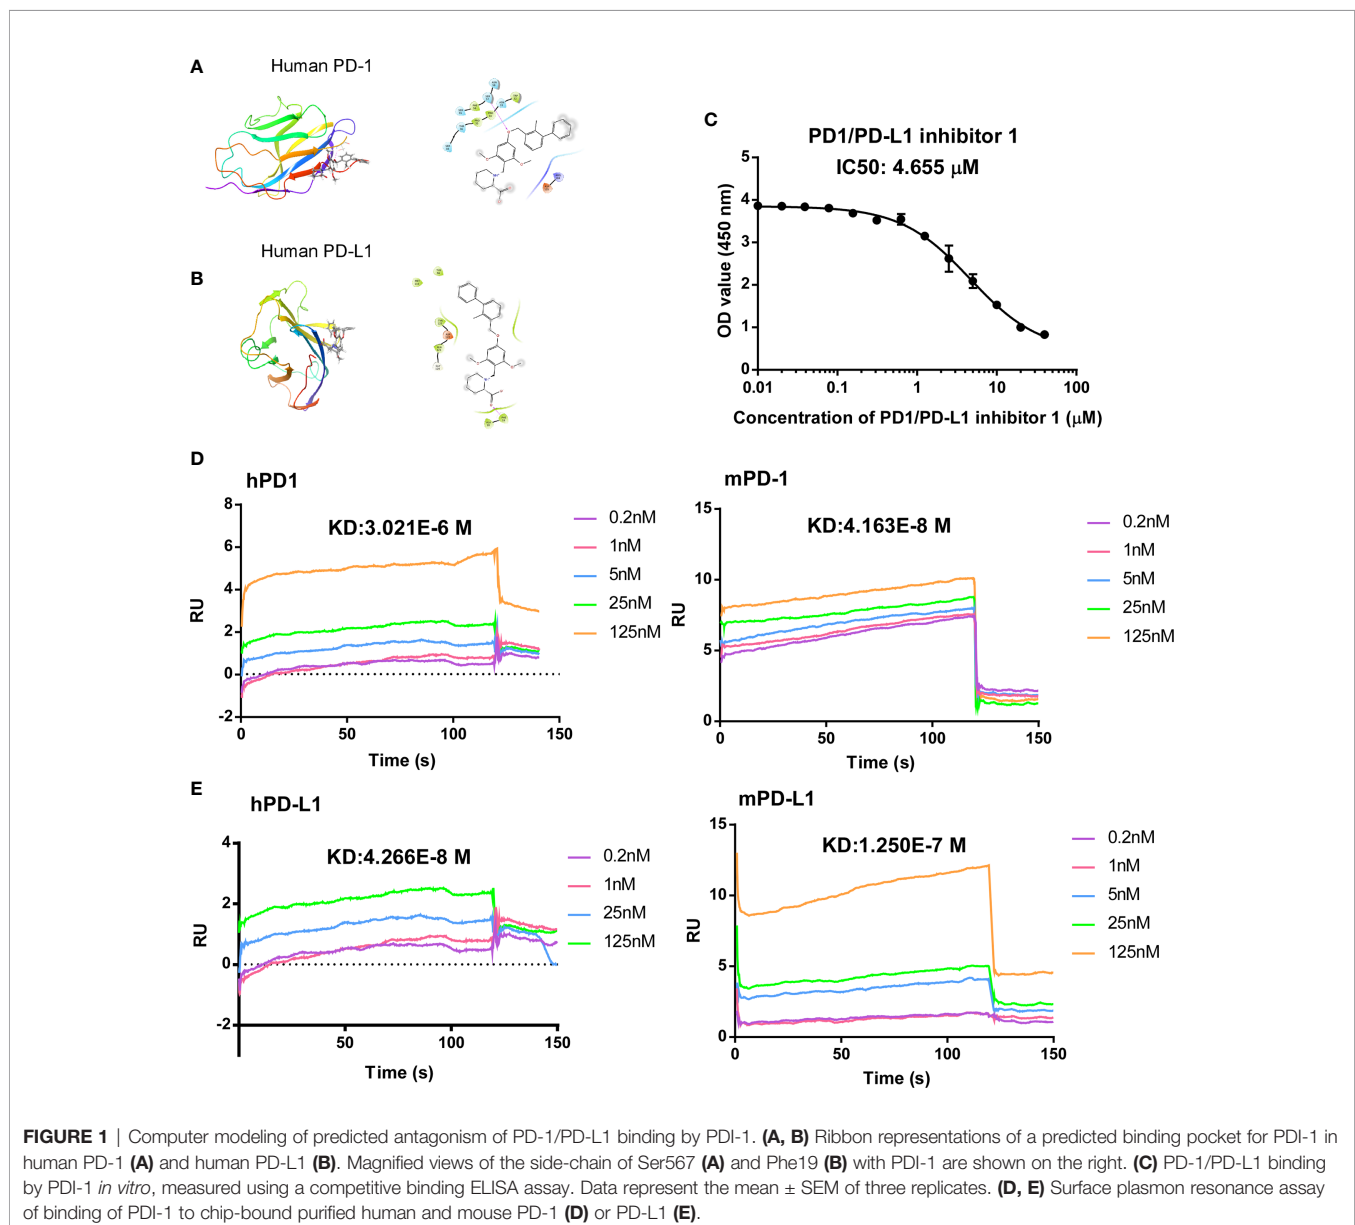 A
Human PD-1
Human PD-L1
B
C
PD1/PD-L1 inhibitor 1
IC50: 4.655 μM
OD value (450 nm)
5
4
3
2
1
0
0.01
0.1
1
10
100
Concentration of PD1/PD-L1 inhibitor 1 (μM)
D
hPD1
KD:3.021E-6 M
RU
8
6
4
2
0
-2
0
50
100
150
Time (s)
0.2nM
1nM
5nM
25nM
125nM
mPD-1
KD:4.163E-8 M
RU
15
10
5
0
0
50
100
150
Time (s)
0.2nM
1nM
5nM
25nM
125nM
E
hPD-L1
KD:4.266E-8 M
RU
4
2
0
-2
50
100
150
Time (s)
0.2nM
1nM
25nM
125nM
mPD-L1
KD:1.250E-7 M
RU
15
10
5
0
0
50
100
150
Time (s)
0.2nM
1nM
5nM
25nM
125nM
FIGURE 1 | Computer modeling of predicted antagonism of PD-1/PD-L1 binding by PDI-1. (A, B) Ribbon representations of a predicted binding pocket for PDI-1 in
human PD-1 (A) and human PD-L1 (B). Magnified views of the side-chain of Ser567 (A) and Phe19 (B) with PDI-1 are shown on the right. (C) PD-1/PD-L1 binding
by PDI-1 in vitro, measured using a competitive binding ELISA assay. Data represent the mean ± SEM of three replicates. (D, E) Surface plasmon resonance assay
of binding of PDI-1 to chip-bound purified human and mouse PD-1 (D) or PD-L1 (E).